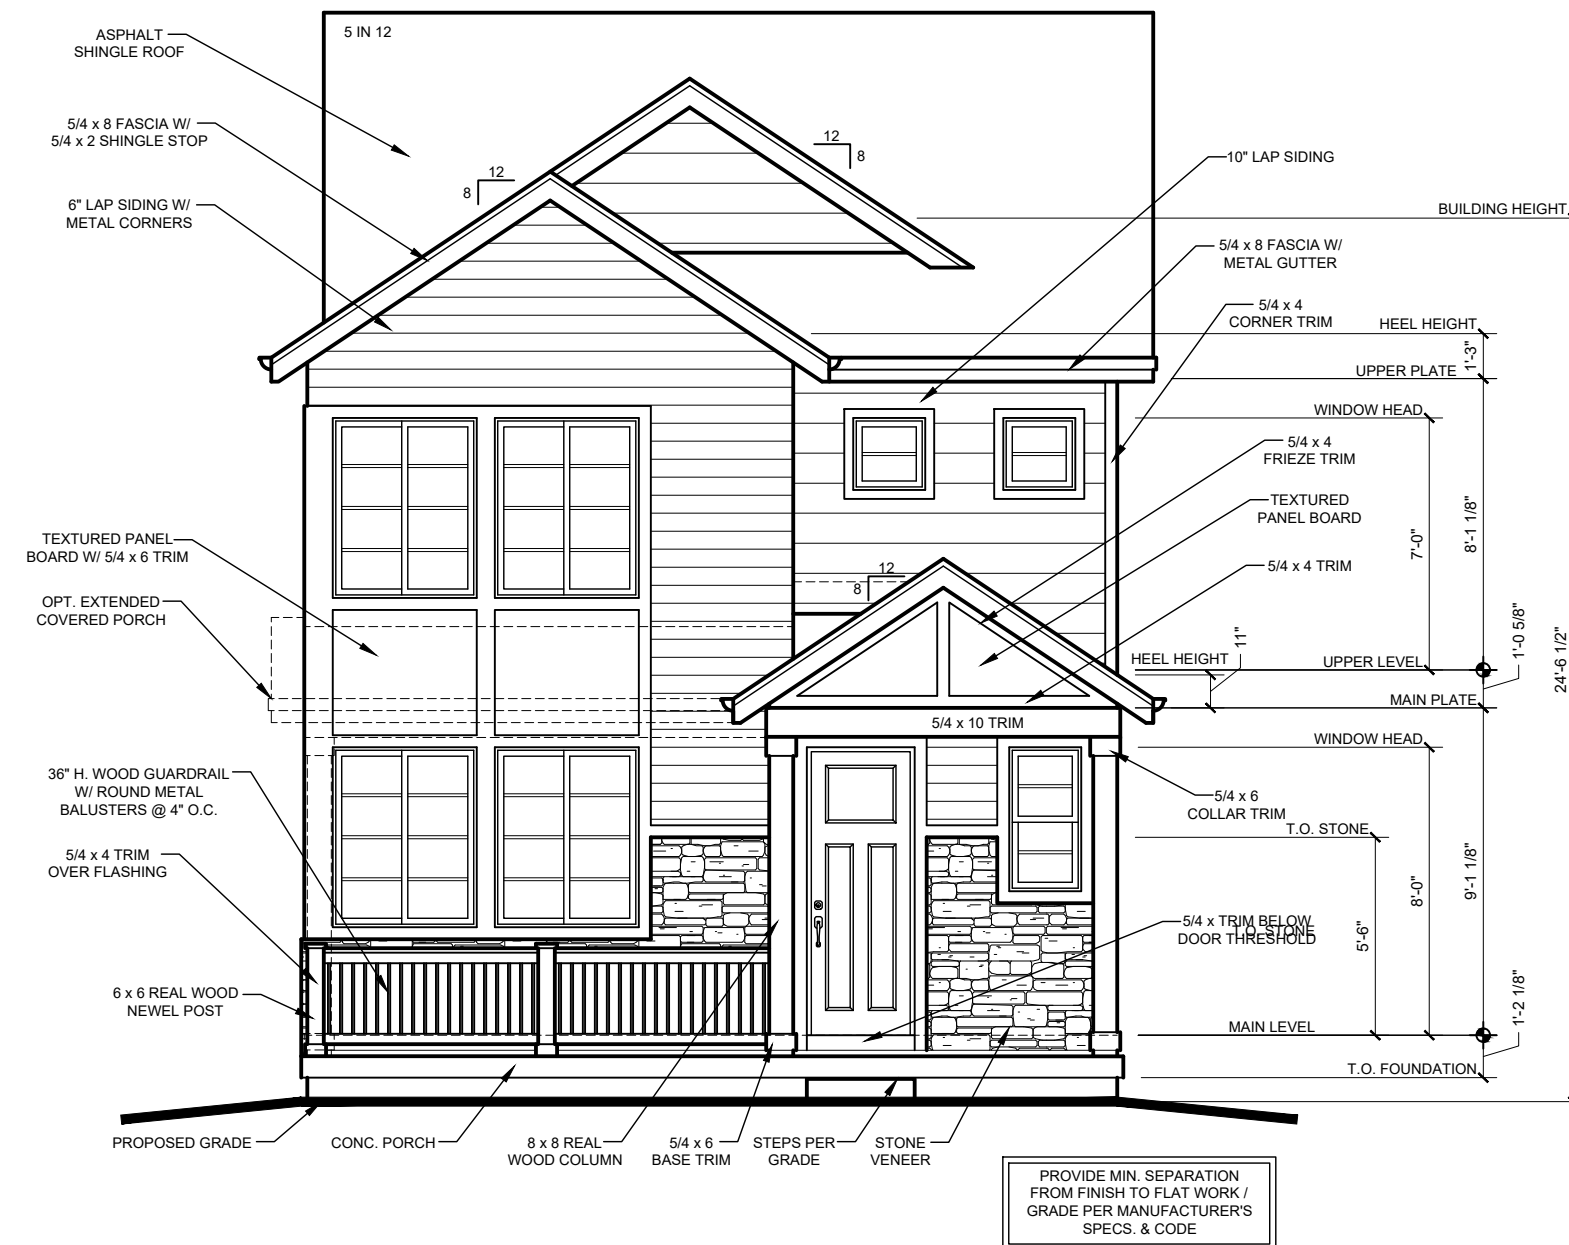 ASPHALT
SHINGLE ROOF
5 IN 12
5/4 x 8 FASCIA W/
5/4 x 2 SHINGLE STOP
12
8
12
8
10" LAP SIDING
6" LAP SIDING W/
METAL CORNERS
BUILDING HEIGHT
5/4 x 8 FASCIA W/
METAL GUTTER
5/4 x 4
CORNER TRIM
HEEL HEIGHT
1'-3"
UPPER PLATE
WINDOW HEAD
5/4 x 4
FRIEZE TRIM
TEXTURED
PANEL BOARD
7'-0"
8'-1 1/8"
TEXTURED PANEL
BOARD W/ 5/4 x 6 TRIM
12
8
5/4 x 4 TRIM
OPT. EXTENDED
COVERED PORCH
11"
1'-0 5/8"
24'-6 1/2"
HEEL HEIGHT
UPPER LEVEL
MAIN PLATE
5/4 x 10 TRIM
WINDOW HEAD
36" H. WOOD GUARDRAIL
W/ ROUND METAL
BALUSTERS @ 4" O.C.
5/4 x 6
COLLAR TRIM
T.O. STONE
5/4 x 4 TRIM
OVER FLASHING
8'-0"
9'-1 1/8"
5/4 x TRIM BELOW
DOOR THRESHOLD
T.O. STONE
5'-6"
6 x 6 REAL WOOD
NEWEL POST
1'-2 1/8"
MAIN LEVEL
T.O. FOUNDATION
PROPOSED GRADE
CONC. PORCH
8 x 8 REAL
WOOD COLUMN
5/4 x 6
BASE TRIM
STEPS PER
GRADE
STONE
VENEER
PROVIDE MIN. SEPARATION
FROM FINISH TO FLAT WORK /
GRADE PER MANUFACTURER'S
SPECS. & CODE